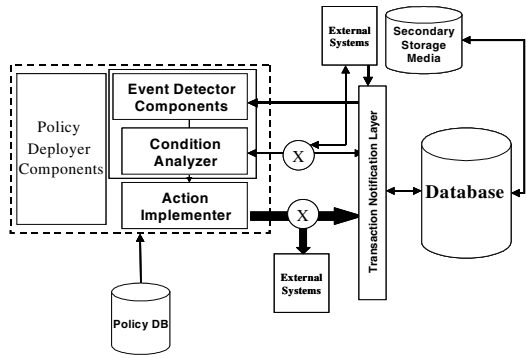 External
Systems
Secondary
Storage
Media
Policy
Deployer
Components
Event Detector
Components
Condition
Analyzer
Action
Implementer
X
X
Transaction Notification Layer
Database
External
Systems
Policy DB